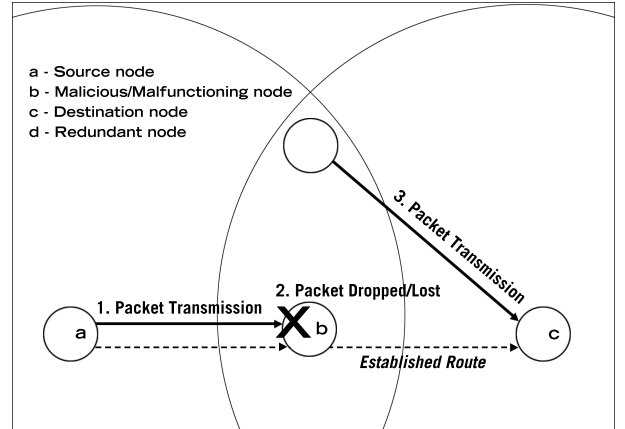 a - Source node
b - Malicious/Malfunctioning node
c - Destination node
d - Redundant node
3. Packet Transmission
2. Packet Dropped/Lost
1. Packet Transmission
a
X
b
c
Established Route